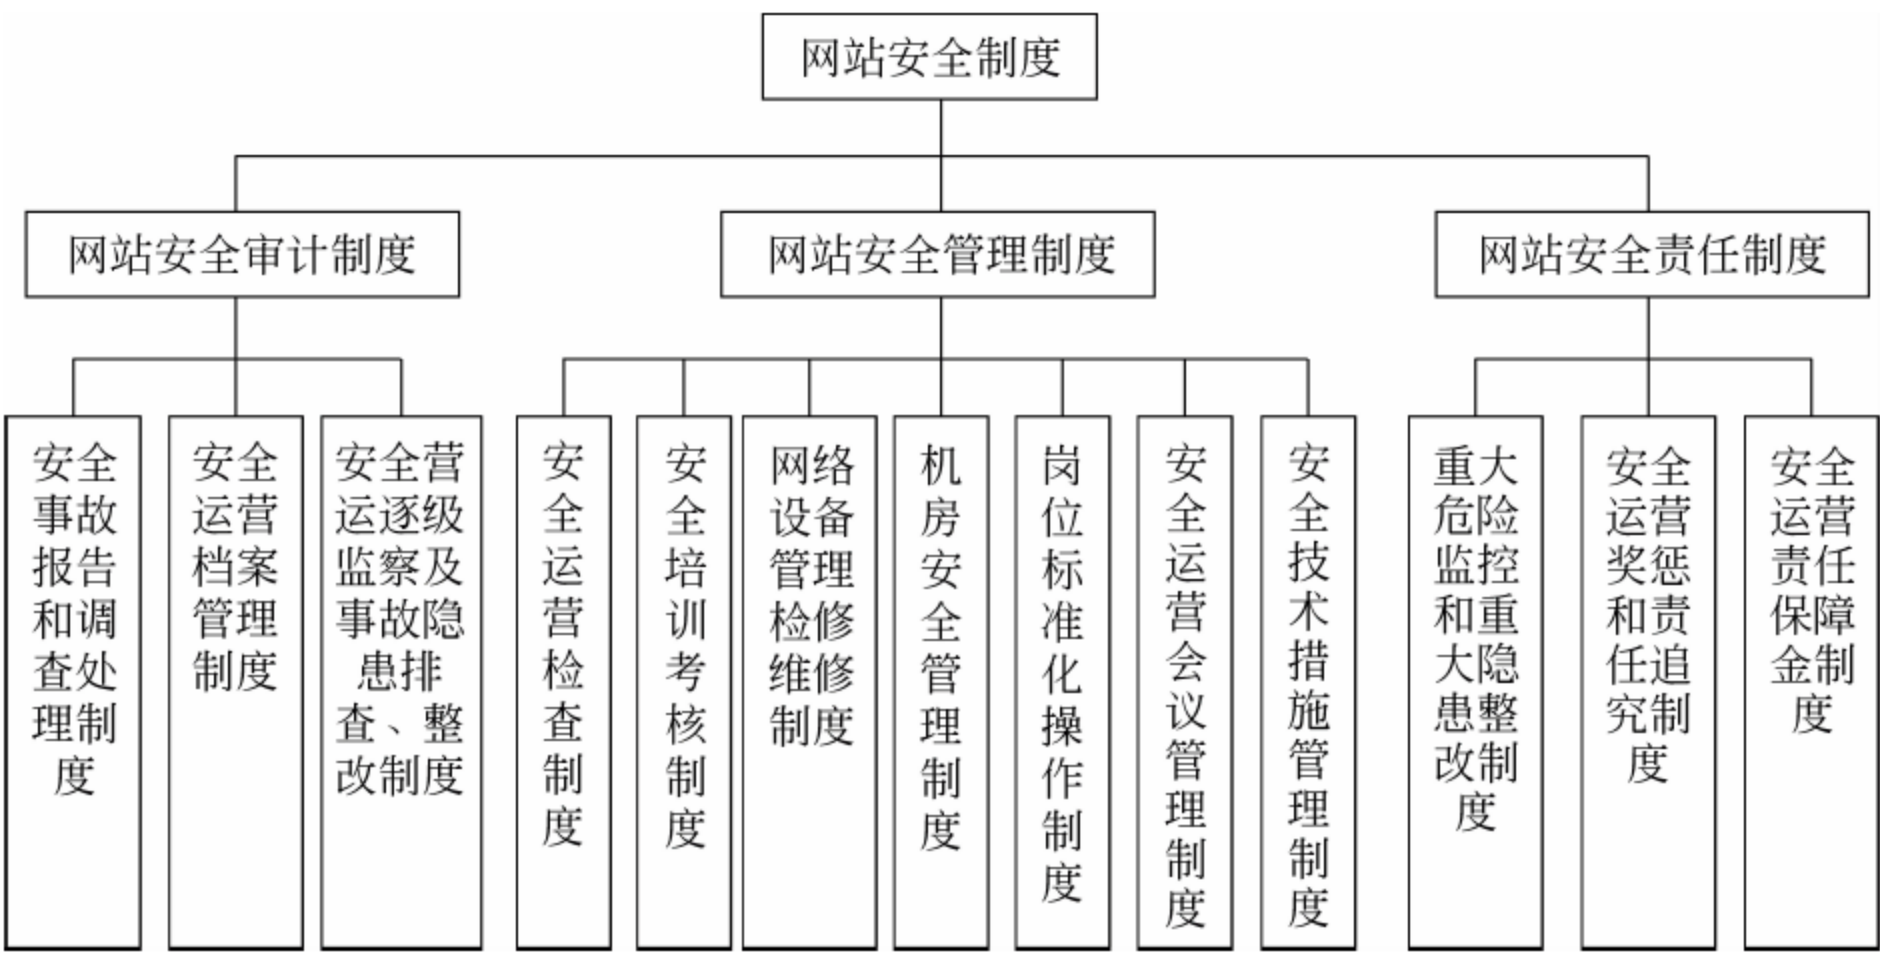 网站安全制度
网站安全审计制度
网站安全管理制度
网站安全责任制度
安全
事故
报告
和调
查处
理制
度
安全
运营
档案
管理
制度
安全营
运逐级
监察及
事故隐
患排
查、整
改制度
安
全
运
营
检
查
制
度
安
全
培
训
考
核
制
度
网络
设备
管理
检修
维修
制度
机
房
安
全
管
理
制
度
岗
位
标
准
化
操
作
制
度
安
全
运
营
会
议
管
理
制
度
安
全
技
术
措
施
管
理
制
度
重大
危险
监控
和重
大隐
患整
改制
度
安全
运营
奖惩
和责
任追
究制
度
安全
运营
责任
保障
金制
度